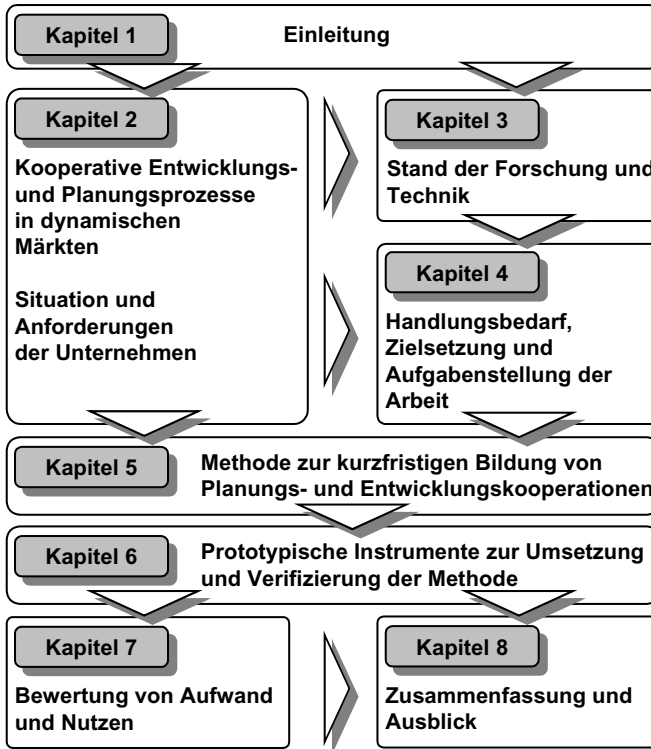 Kapitel 1
Einleitung
Kapitel 2
Kooperative Entwicklungs-
und Planungsprozesse
in dynamischen
Märkten
Situation und
Anforderungen
der Unternehmen
Kapitel 3
Stand der Forschung und
Technik
Kapitel 4
Handlungsbedarf,
Zielsetzung und
Aufgabenstellung der
Arbeit
Kapitel 5
Methode zur kurzfristigen Bildung von
Planungs- und Entwicklungskooperationen
Kapitel 6
Prototypische Instrumente zur Umsetzung
und Verifizierung der Methode
Kapitel 7
Bewertung von Aufwand
und Nutzen
Kapitel 8
Zusammenfassung und
Ausblick